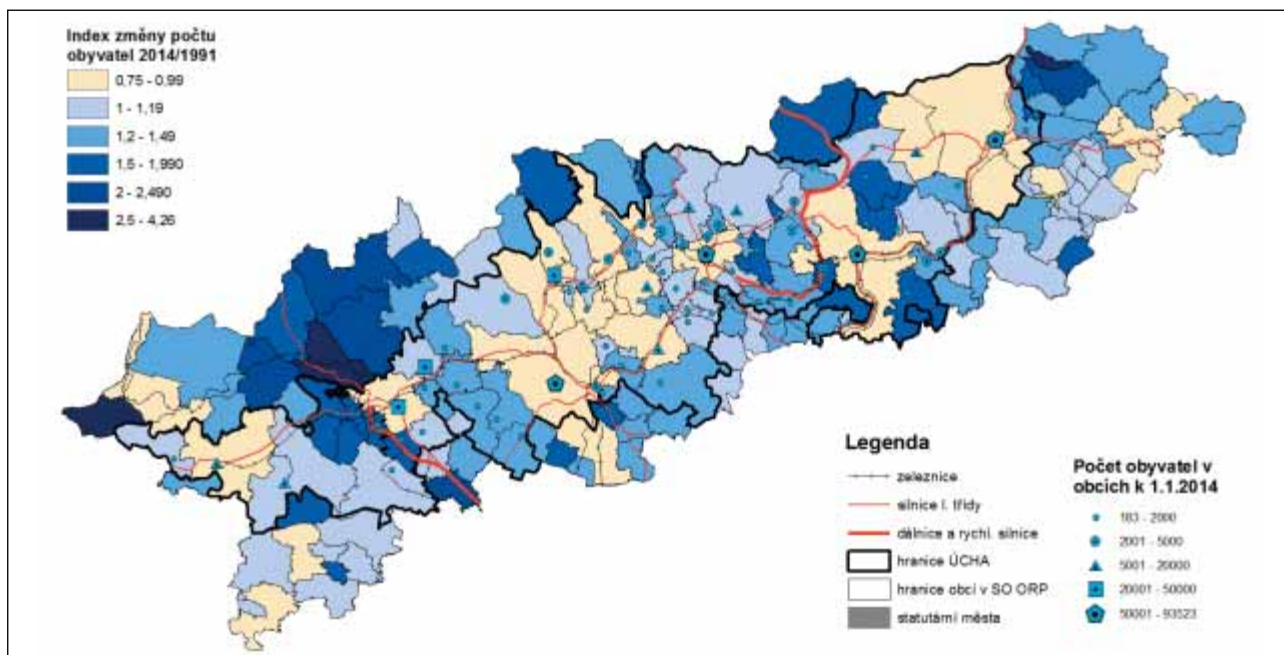 Index změny počtu
obyvatel 2014/1991
0,75 - 0,99
1 - 1,19
1,2 - 1,49
1,5 - 1,990
2 - 2,490
2,5 - 4,26
Legenda
železnice
silnice I. třídy
dálnice a rychl. silnice
hranice ÚCHA
hranice obcí v SO ORP
statutární města
Počet obyvatel v
obcích k 1.1.2014
183 - 2000
2001 - 5000
5001 - 20000
20001 - 50000
50001 - 93523